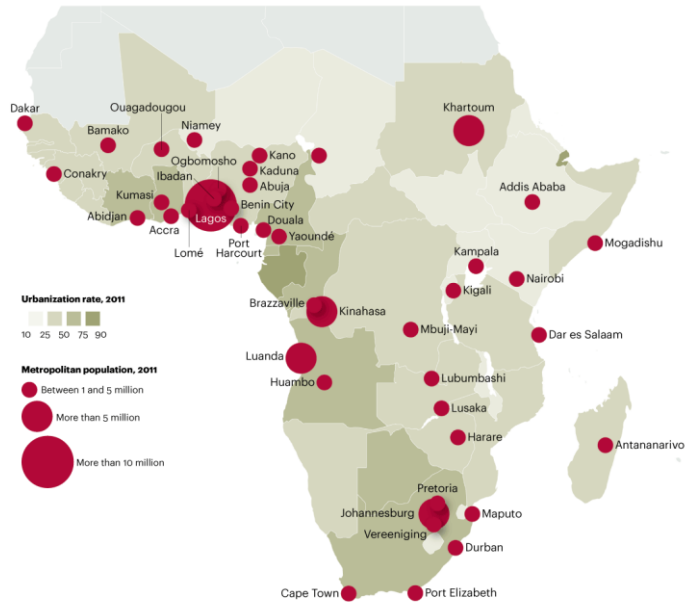 Dakar
Ouagadougou
Khartoum
Bamako
Niamey
Ogbomosho
Kano
Conakry
Ibadan
Kaduna
Abuja
Addis Ababa
Kumasi
Benin City
Abidjan
Lagos
Douala
Accra
Yaoundé
Mogadishu
Lomé
Port
Harcourt
Kampala
Nairobi
Kigali
Urbanization rate, 2011
10 25 50 75 90
Brazzaville
Kinahasa
Mbuji-Mayi
Dar es Salaam
Luanda
Metropolitan population, 2011
Huambo
Lubumbashi
Between 1 and 5 million
Lusaka
More than 5 million
Harare
Antananarivo
More than 10 million
Pretoria
Johannesburg
Maputo
Vereeniging
Durban
Cape Town
Port Elizabeth